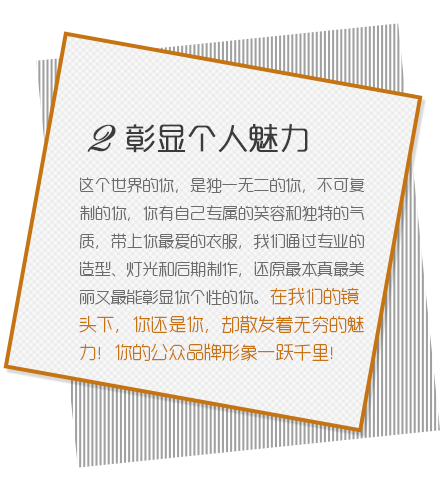 2 彰显个人魅力
这个世界的你，是独一无二的你，不可复
制的你，你有自己专属的笑容和独特的气
质，带上你最爱的衣服，我们通过专业的
造型、灯光和后期制作，还原最本真最美
丽又最能彰显你个性的你。在我们的镜
头下，你还是你，却散发着无穷的魅
力！你的公众品牌形象一跃千里！